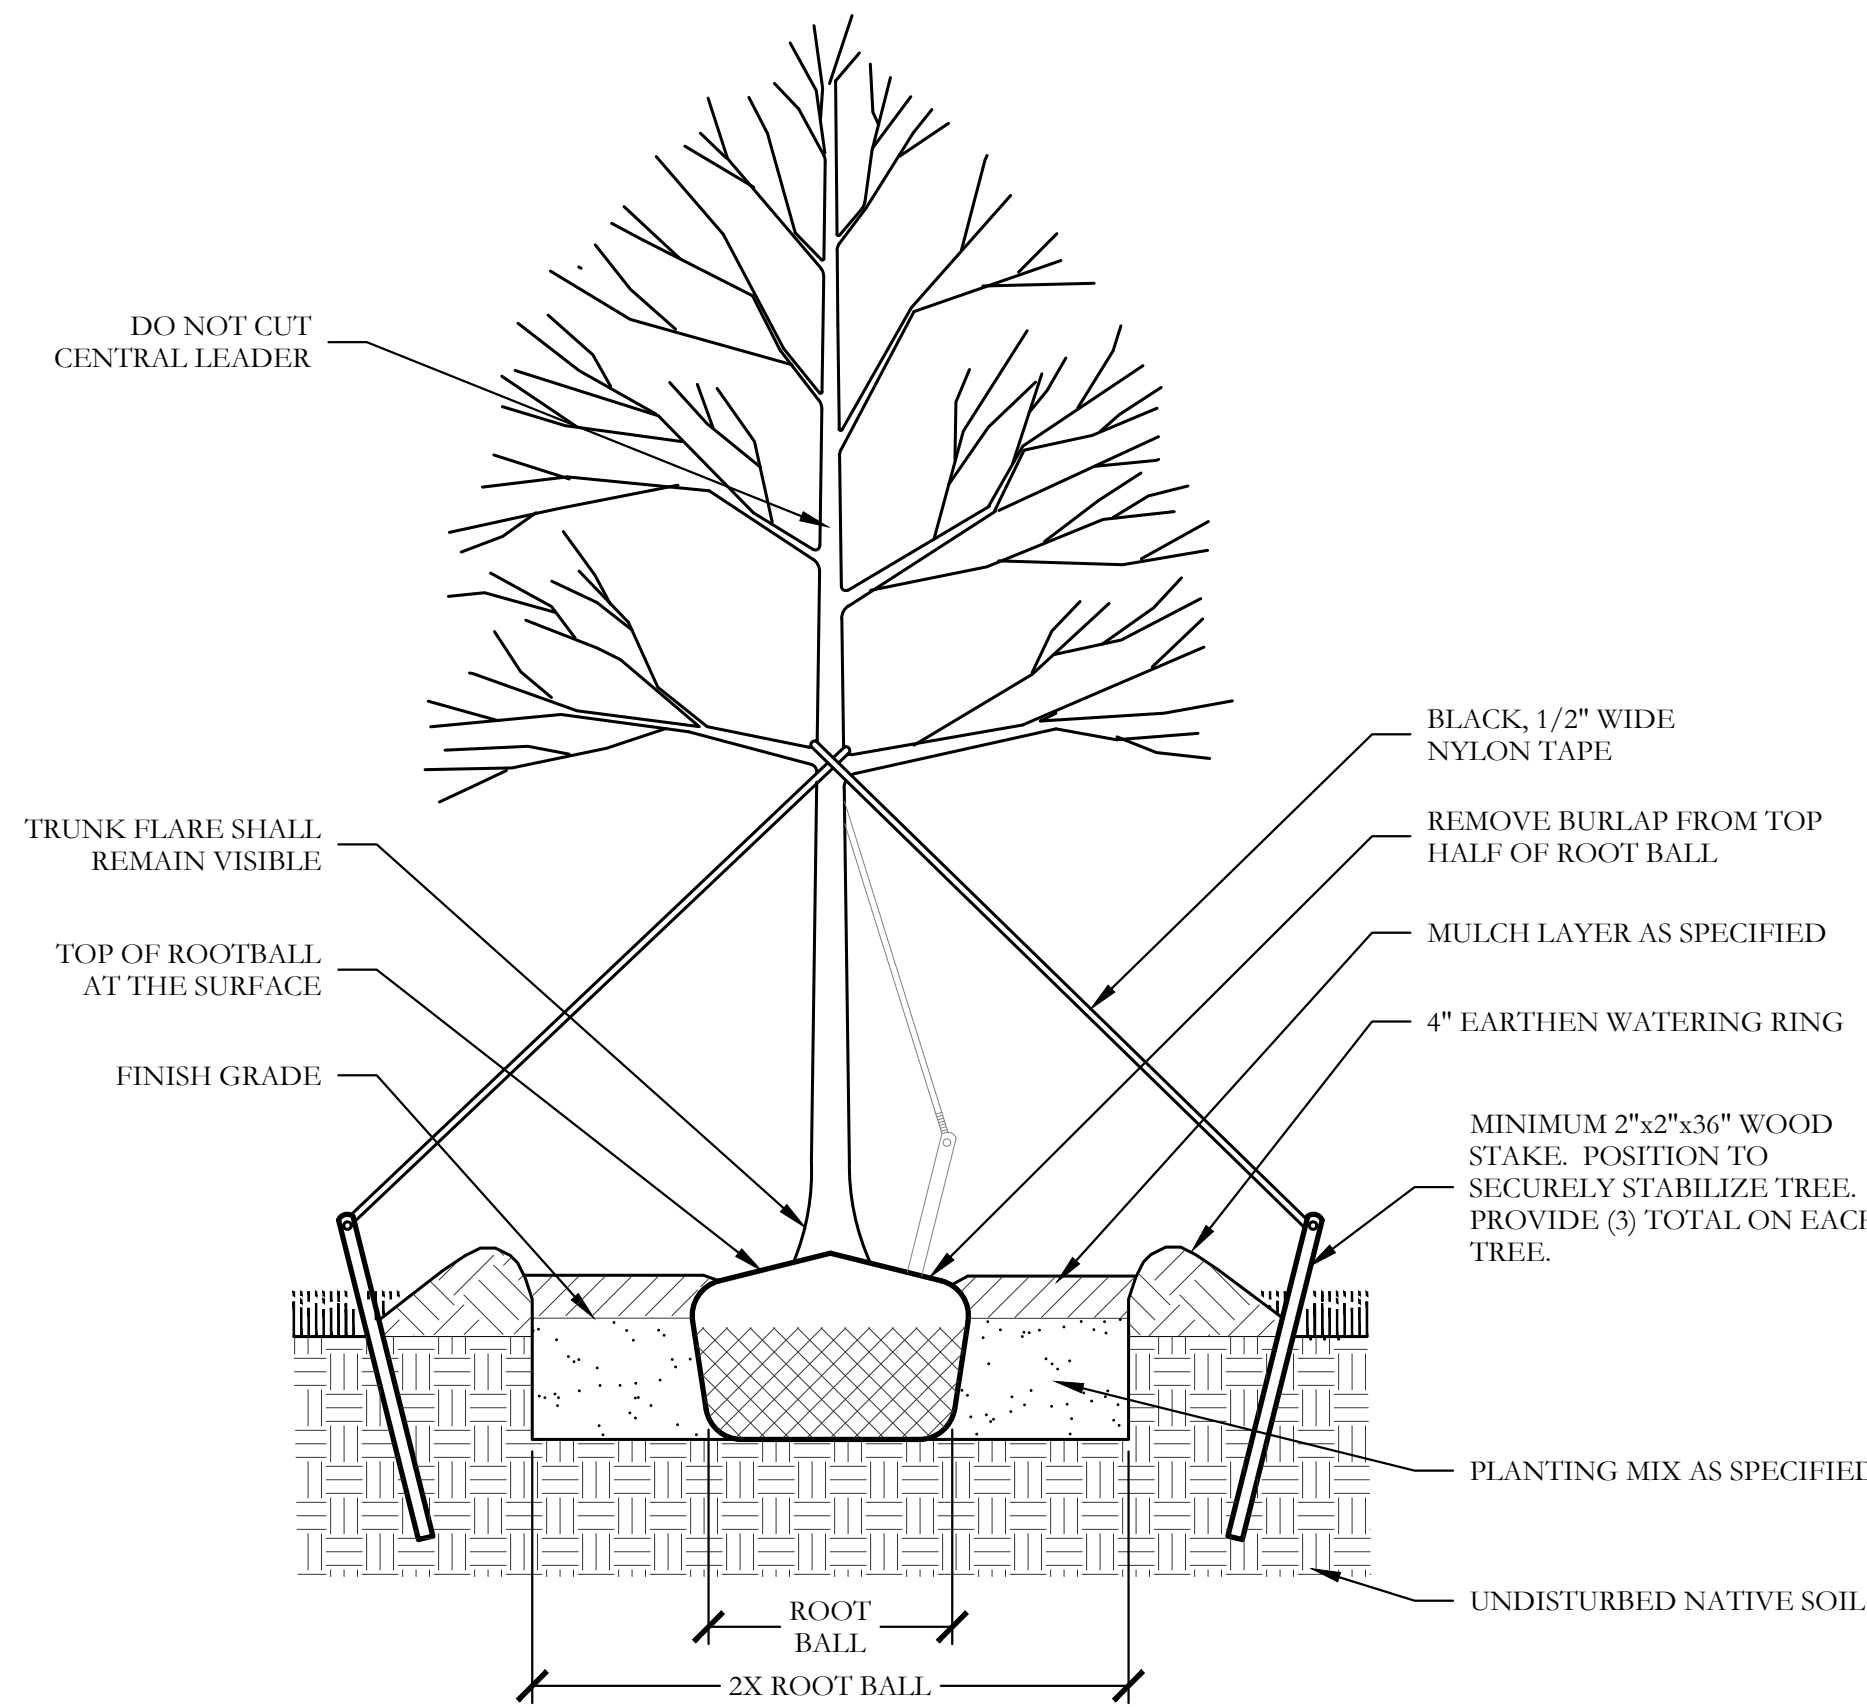 DO NOT CUT
CENTRAL LEADER
TRUNK FLARE SHALL
REMAIN VISIBLE
TOP OF ROOTBALL
AT THE SURFACE
FINISH GRADE
BLACK, 1/2" WIDE
NYLON TAPE
REMOVE BURLAP FROM TOP
HALF OF ROOT BALL
MULCH LAYER AS SPECIFIED
4" EARTHEN WATERING RING
MINIMUM 2"x2"x36" WOOD
STAKE. POSITION TO
SECURELY STABILIZE TREE.
PROVIDE (3) TOTAL ON EACH
TREE.
PLANTING MIX AS SPECIFIED
UNDISTURBED NATIVE SOIL
ROOT
BALL
2X ROOT BALL